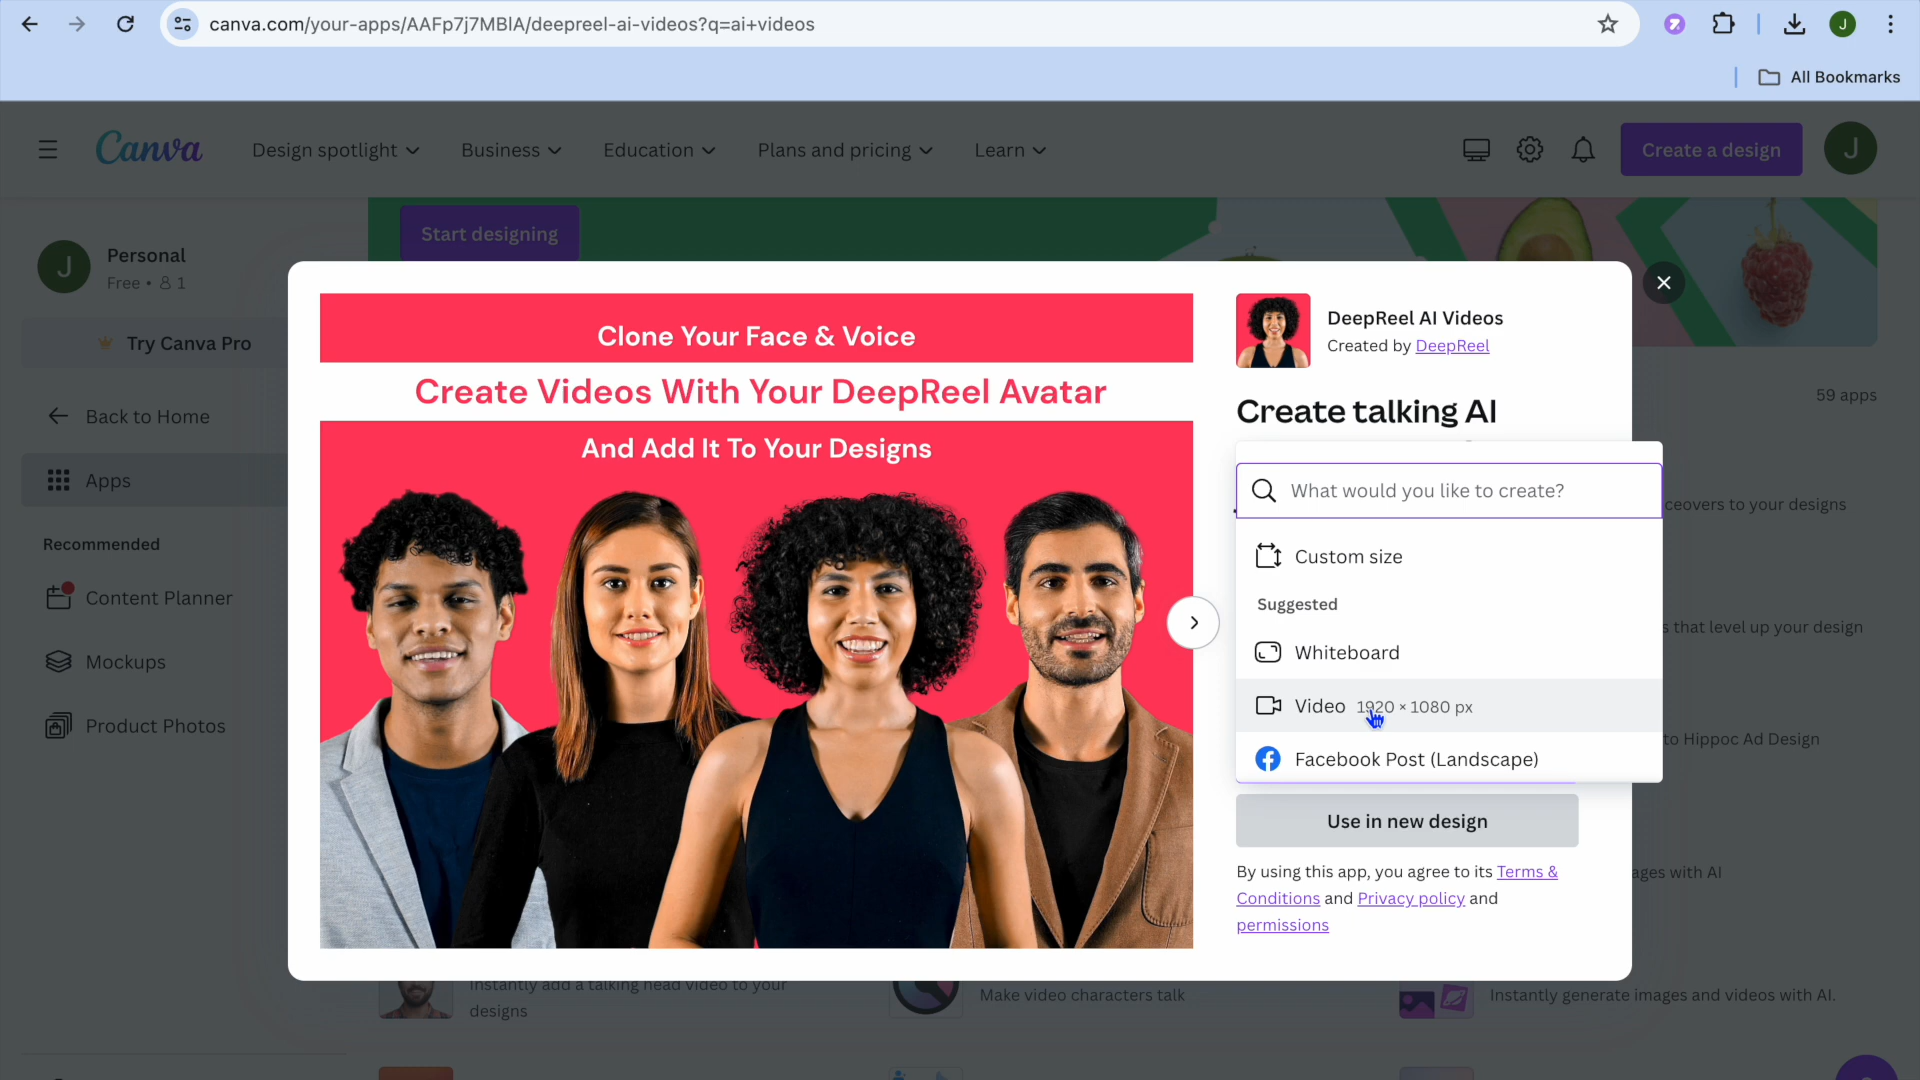 canva.com/your-apps/AAFp7j7MBlA/deepreel-ai-videos?q=ai+videos
J
All Bookmarks
Canva
Design spotlight
Business
Education
Plans and pricing
Learn
Create a design
J
Start designing
J
Personal
Free • 1
Try Canva Pro
Back to Home
Apps
Recommended
Content Planner
Mockups
Product Photos
59 apps
Clone Your Face & Voice
Create Videos With Your DeepReel Avatar
And Add It To Your Designs
DeepReel AI Videos
Created by DeepReel
Create talking AI
What would you like to create?
Custom size
Suggested
Whiteboard
Video 1920 × 1080 px
Facebook Post (Landscape)
Use in new design
By using this app, you agree to its Terms &
Conditions and Privacy policy and
permissions
ceovers to your designs
s that level up your design
to Hippoc Ad Design
ages with AI
Instantly add a talking head video to your
designs
Make video characters talk
Instantly generate images and videos with AI.